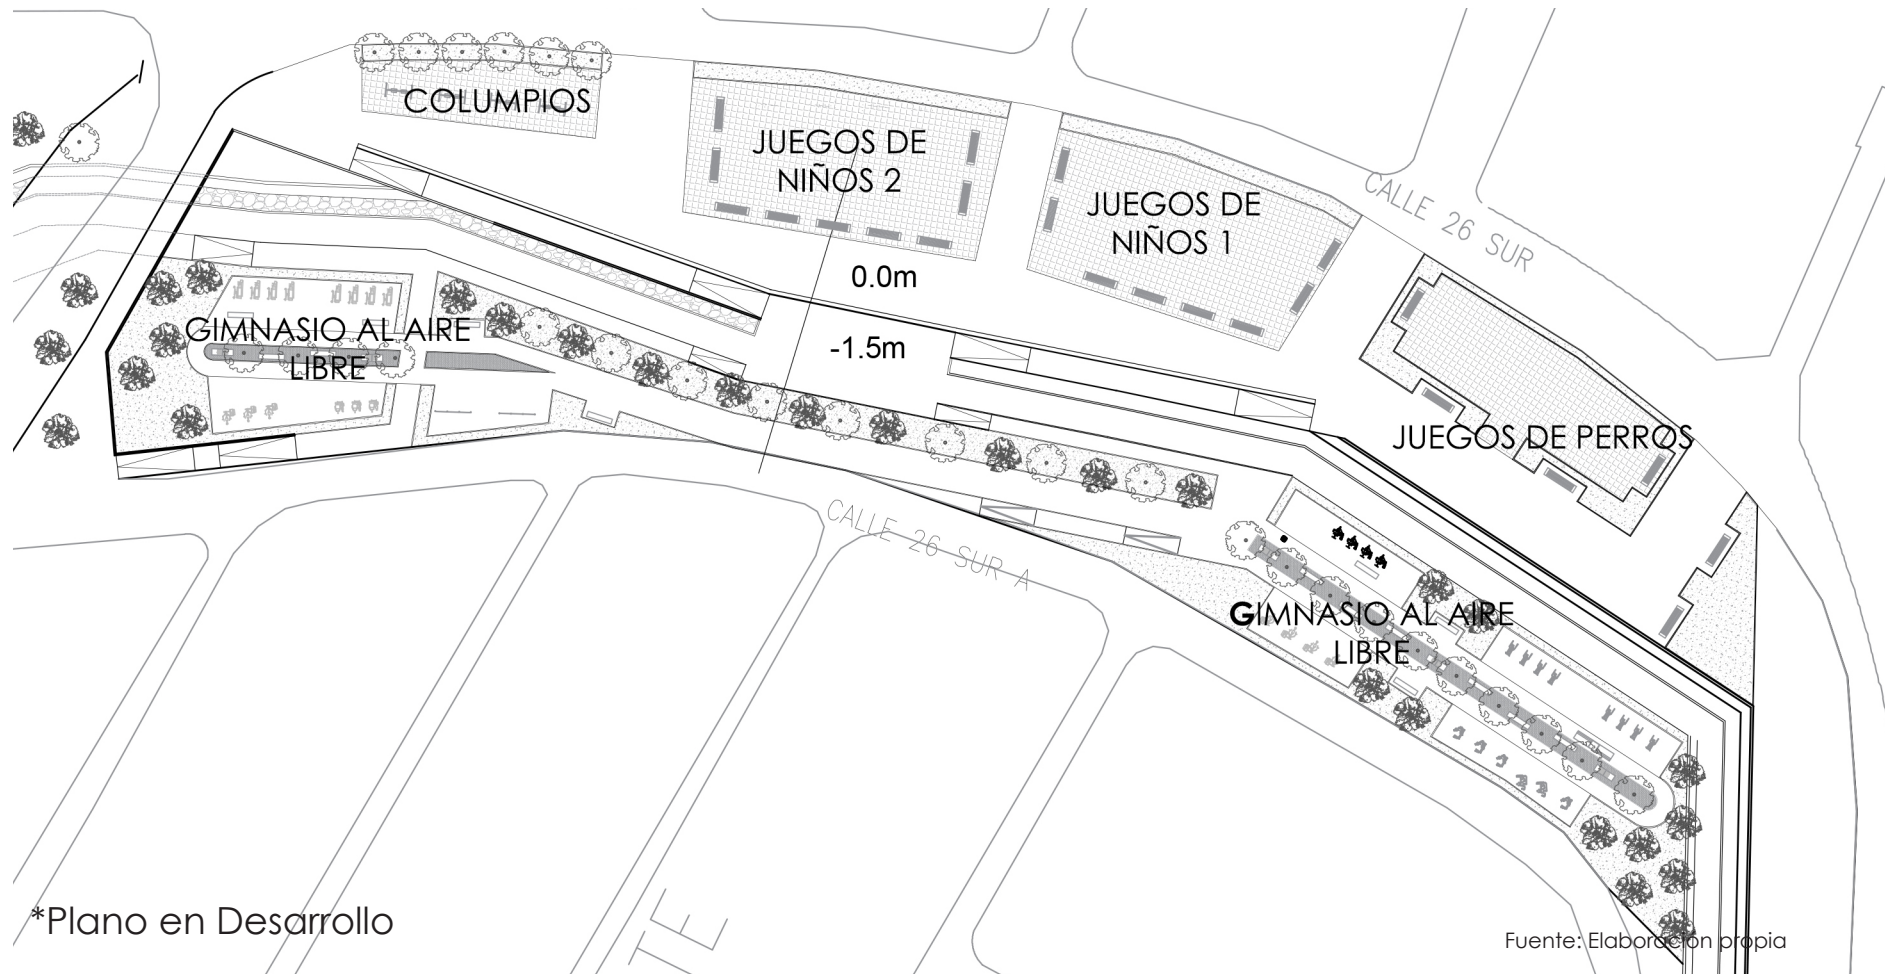 COLUMPIOS
JUEGOS DE
NIÑOS 2
JUEGOS DE
NIÑOS 1
CALLE 26 SUR
0.0m
-1.5m
GIMNASIO AL AIRE
LIBRE
JUEGOS DE PERROS
CALLE 26 SUR A
GIMNASIO AL AIRE
LIBRE
TE
*Plano en Desarrollo
Fuente: Elaboración propia